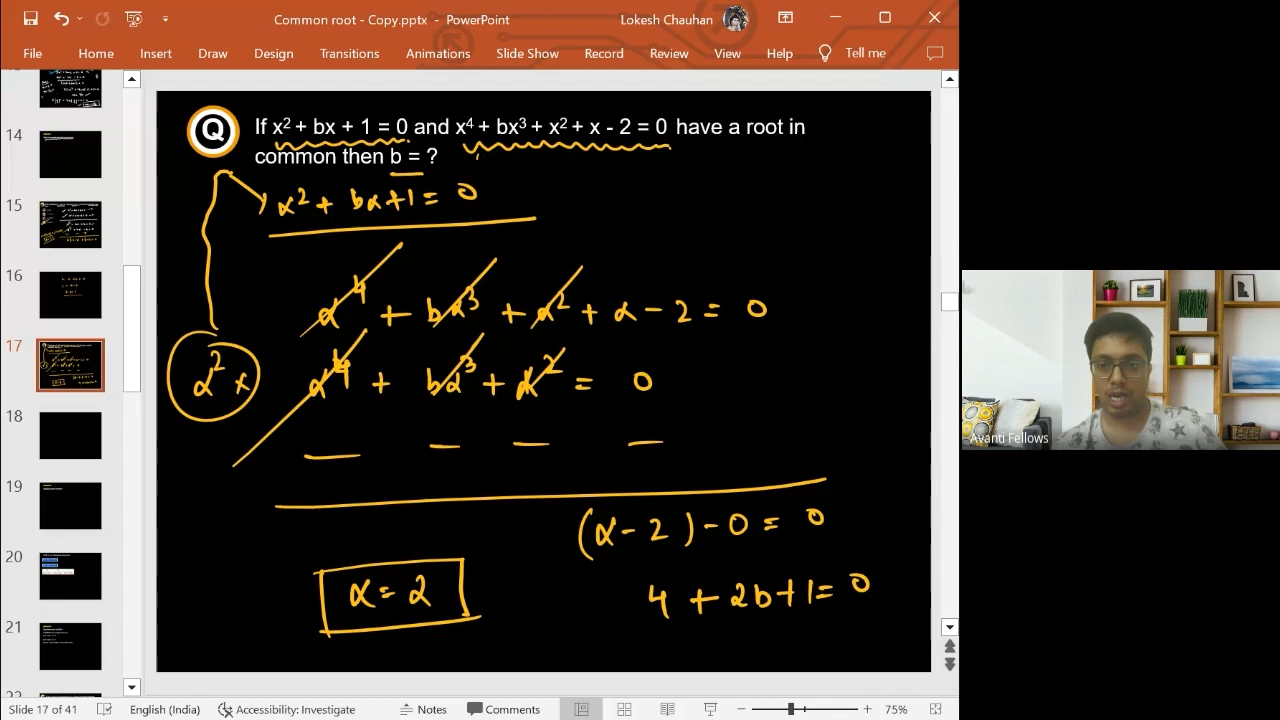 Common root - Copy.pptx - PowerPoint
Lokesh Chauhan
File Home Insert Draw Design Transitions Animations Slide Show Record Review View Help Tell me
14
15
16
17
18
19
20
21
Q
If x² + bx + 1 = 0 and x⁴ + bx³ + x² + x - 2 = 0 have a root in
common then b = ?
α² + bα + 1 = 0
α⁴ + bα³ + α² + α - 2 = 0
α² × α⁴ + bα³ + α² = 0
(α - 2) - 0 = 0
α = 2
4 + 2b + 1 = 0
Avanti Fellows
Slide 17 of 41 English (India) Accessibility: Investigate Notes Comments 75%